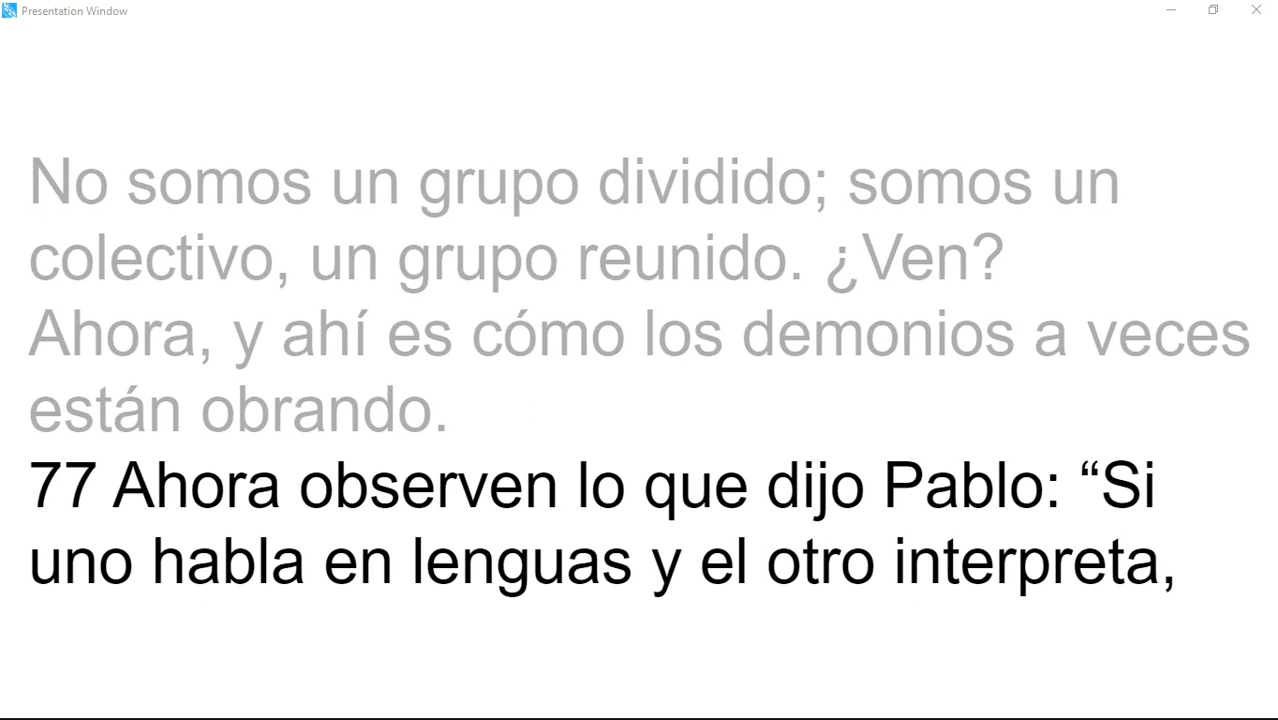 Presentation Window
No somos un grupo dividido; somos un
colectivo, un grupo reunido. ¿Ven?
Ahora, y ahí es cómo los demonios a veces
están obrando.
77 Ahora observen lo que dijo Pablo: “Si
uno habla en lenguas y el otro interpreta,